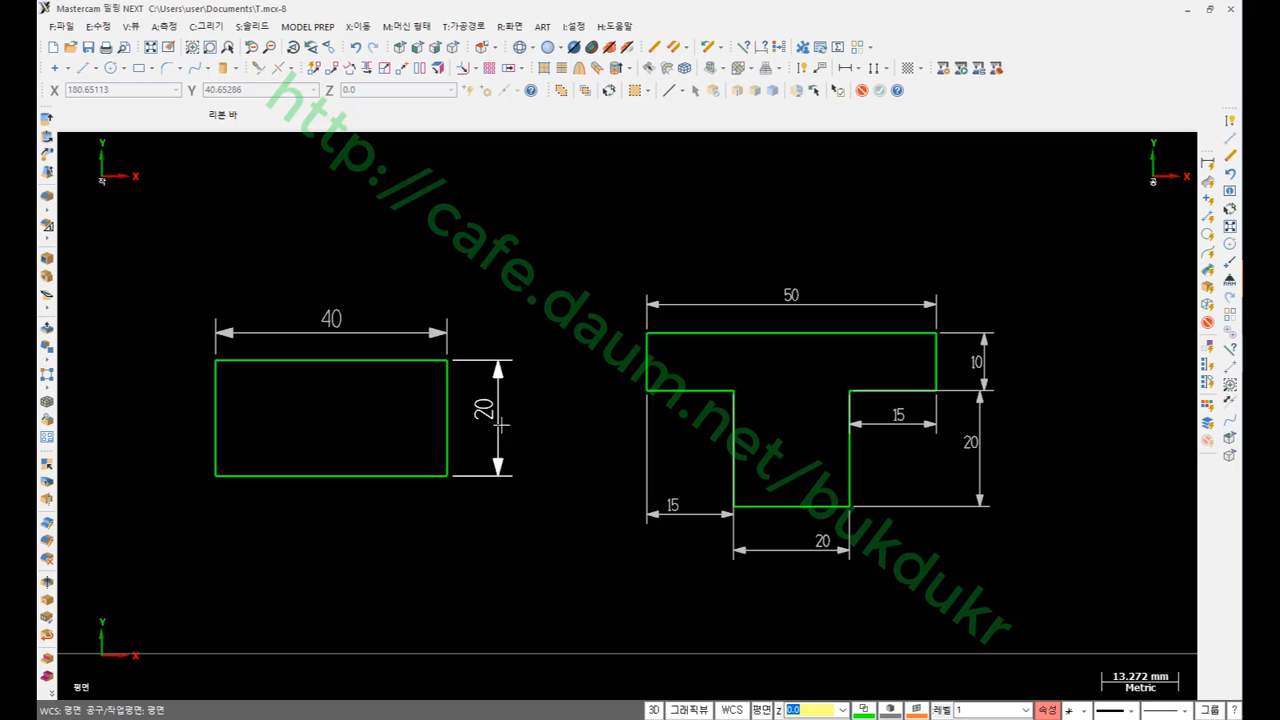 Mastercam 밀링 NEXT  C:\Users\user\Documents\T.mcx-8
F:파일 E:수정 V:뷰 A:측정 C:그리기 S:솔리드 MODEL PREP X:이동 M:머신 형태 T:가공경로 R:화면 ART I:설정 H:도움말
X 180.65113 Y 40.65286 Z 0.0
리본 바
http://cafe.daum.net/bukdukr
Y
X
Y
X
50
40
10
20
15
20
15
20
Y
X
평면
13.272 mm
Metric
WCS: 평면 공구/작업평면: 평면 3D 그래픽뷰 WCS 평면 Z 0.0 레벨 1 속성 그룹 ?